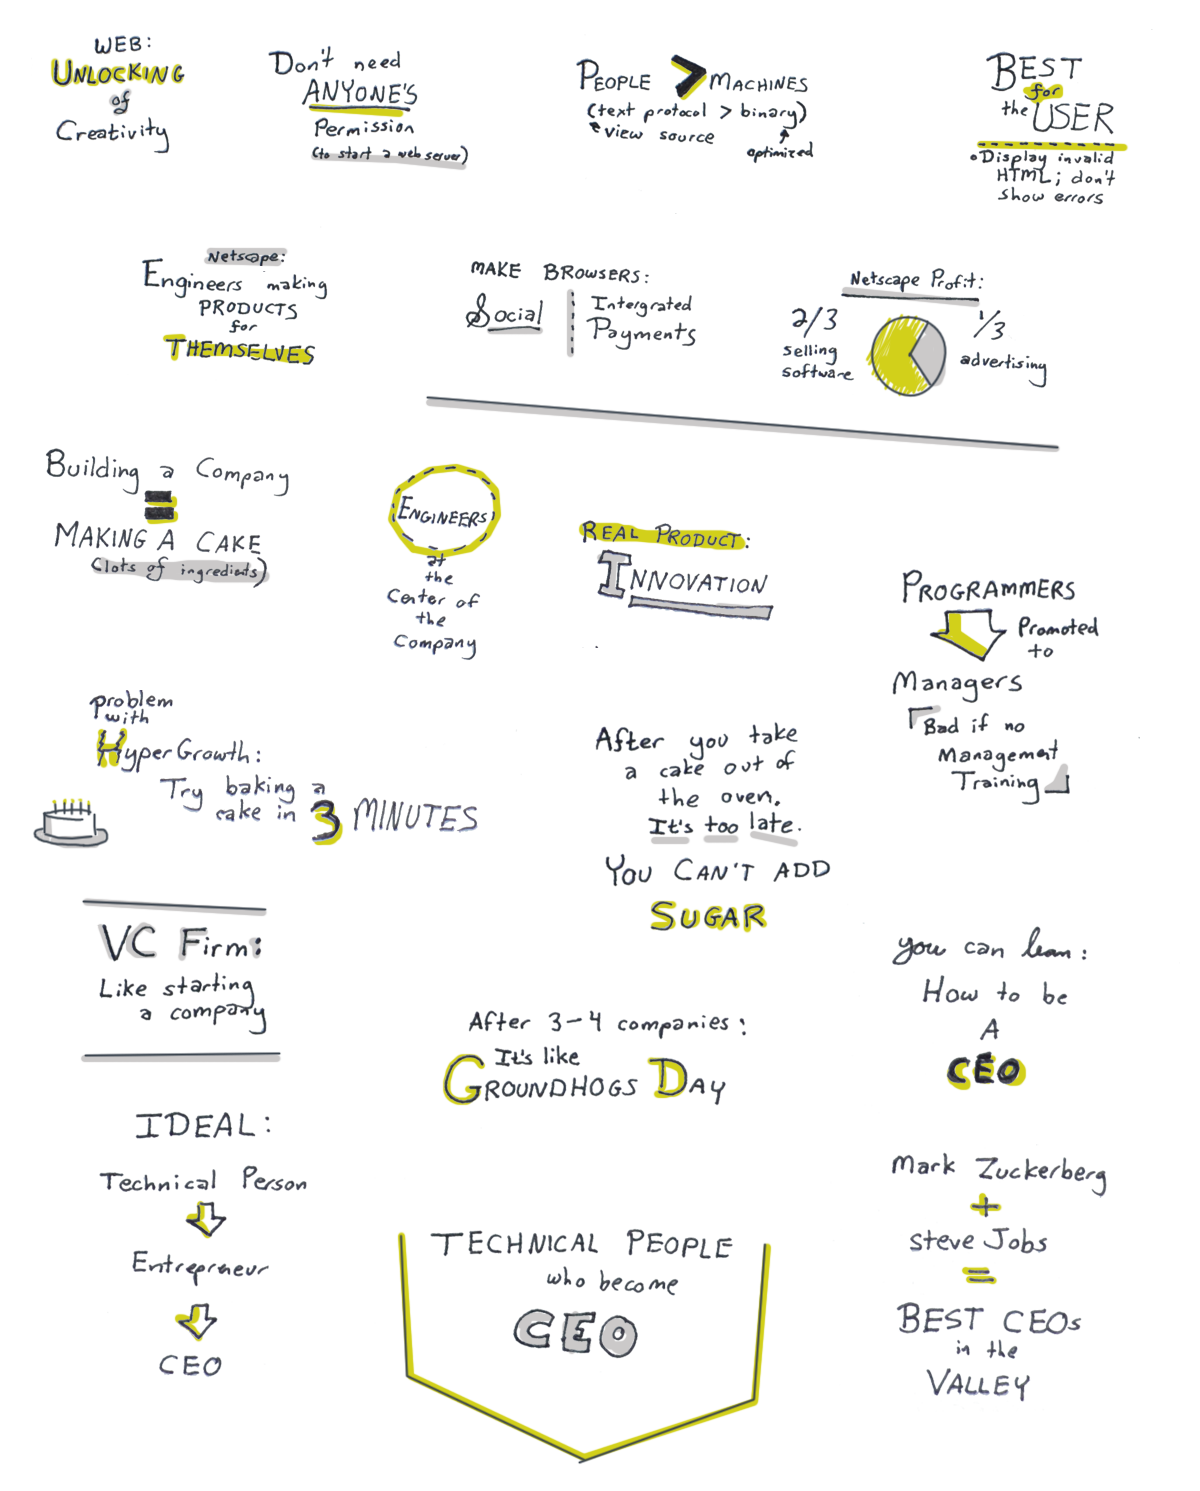 WEB:
UNLOCKING
of
Creativity
Don't need
ANYONE'S
Permission
(to start a web server)
PEOPLE > MACHINES
(text protocol > binary)
view source
optimized
BEST
for
the USER
• Display invalid
HTML; don't
show errors
Netscape:
Engineers making
PRODUCTS
for
THEMSELVES
MAKE BROWSERS:
Social
Intergrated
Payments
Netscape Profit:
2/3
selling
software
1/3
advertising
Building a Company
=
MAKING A CAKE
(lots of ingredients)
ENGINEERS
at
the
Center of
the
Company
REAL PRODUCT:
INNOVATION
PROGRAMMERS
Promoted
to
Managers
Bad if no
Management
Training
problem
with
HyperGrowth:
Try baking a
cake in 3 MINUTES
After you take
a cake out of
the oven.
It's too late.
YOU CAN'T ADD
SUGAR
VC Firm:
Like starting
a company
After 3-4 companies:
It's like
GROUNDHOGS DAY
you can learn:
How to be
A
CEO
IDEAL:
Technical Person
Entrepreneur
CEO
TECHNICAL PEOPLE
who become
CEO
Mark Zuckerberg
+
Steve Jobs
=
BEST CEOs
in the
VALLEY